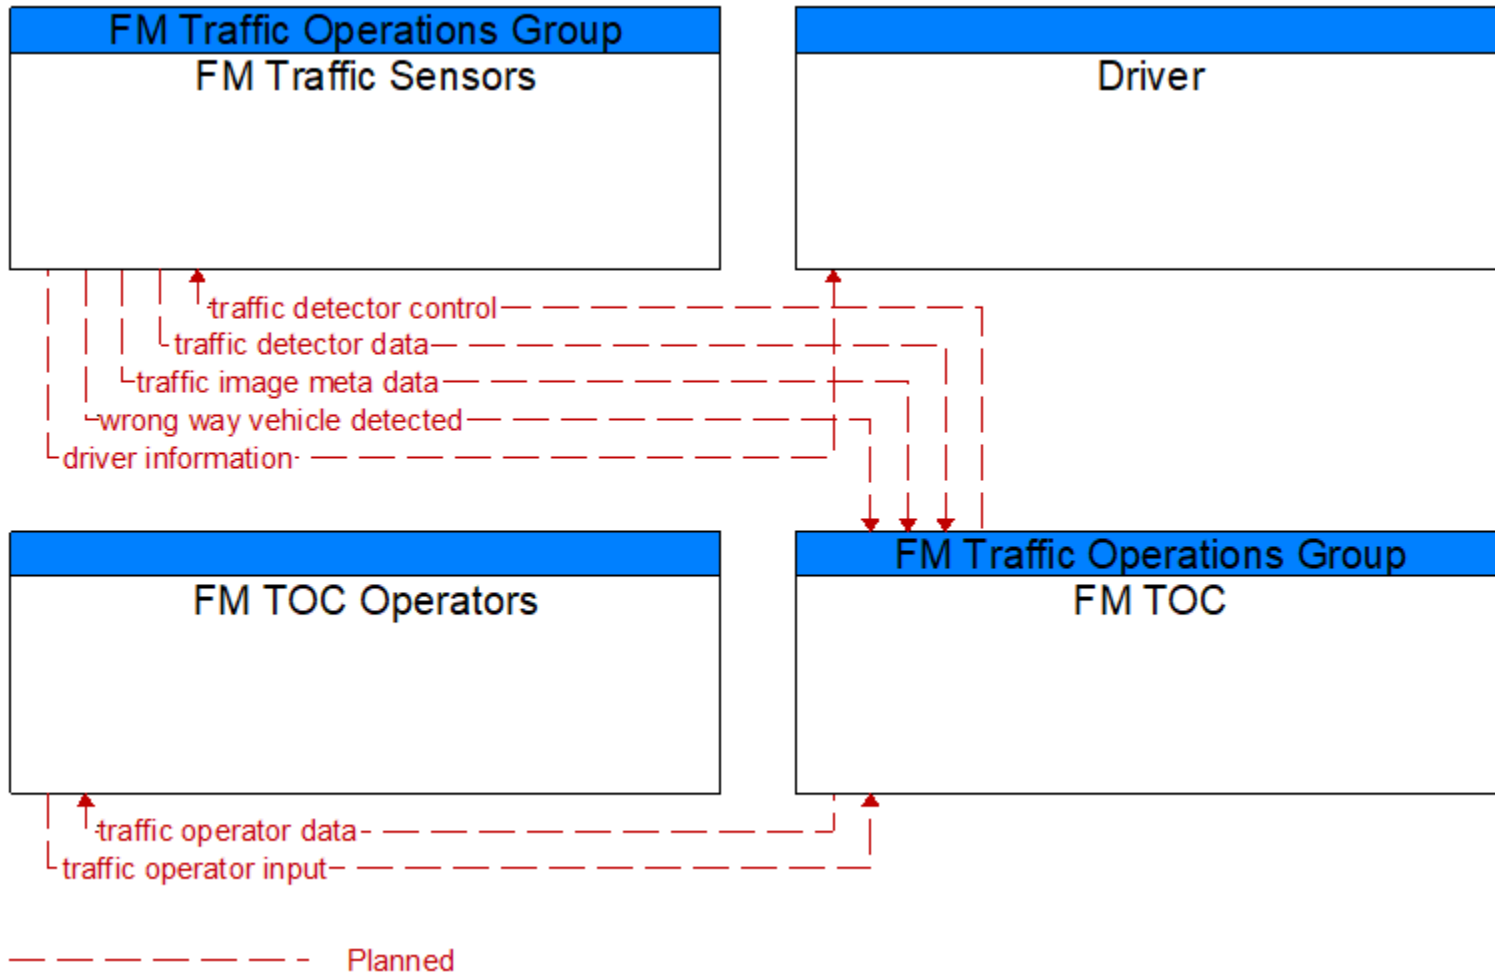 FM Traffic Operations Group
FM Traffic Sensors
Driver
traffic detector control
traffic detector data
traffic image meta data
wrong way vehicle detected
driver information
FM TOC Operators
FM Traffic Operations Group
FM TOC
traffic operator data
traffic operator input
Planned